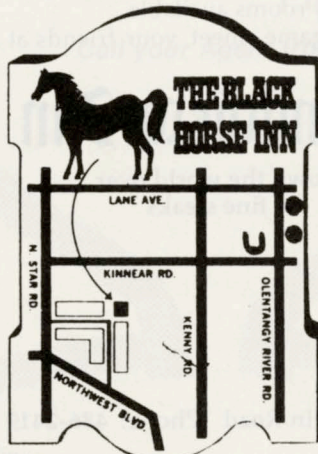 THE BLACK
HORSE INN
LANE AVE.
N STAR RD.
KINNEAR RD.
KENNY RD.
OLENTANGY RIVER RD.
NORTHWEST BLVD.